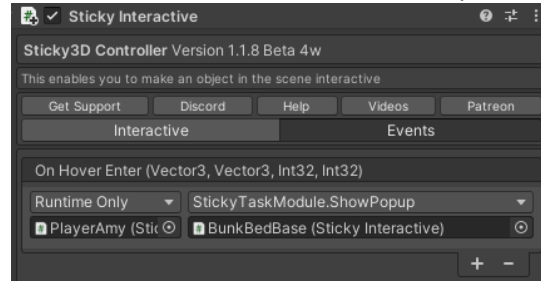 Sticky Interactive
Sticky3D Controller Version 1.1.8 Beta 4w
This enables you to make an object in the scene interactive
Get Support Discord Help Videos Patreon
Interactive Events
On Hover Enter (Vector3, Vector3, Int32, Int32)
Runtime Only StickyTaskModule.ShowPopup
PlayerAmy (Stic BunkBedBase (Sticky Interactive)
+ -